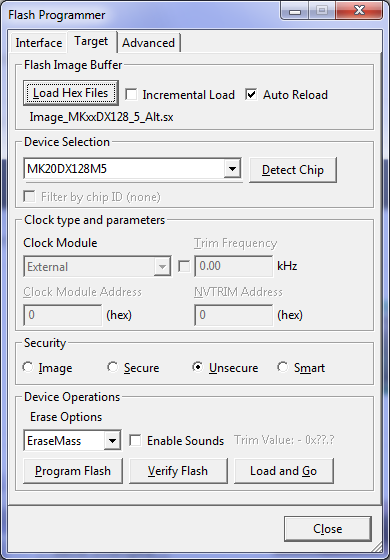 Flash Programmer
Interface Target Advanced
Flash Image Buffer
Load Hex Files Incremental Load Auto Reload
Image_MKxxDX128_5_Alt.sx
Device Selection
MK20DX128M5 Detect Chip
Filter by chip ID (none)
Clock type and parameters
Clock Module Trim Frequency
External 0.00 kHz
Clock Module Address NVTRIM Address
0 (hex) 0 (hex)
Security
Image Secure Unsecure Smart
Device Operations
Erase Options
EraseMass Enable Sounds Trim Value: - 0x??.?
Program Flash Verify Flash Load and Go
Close